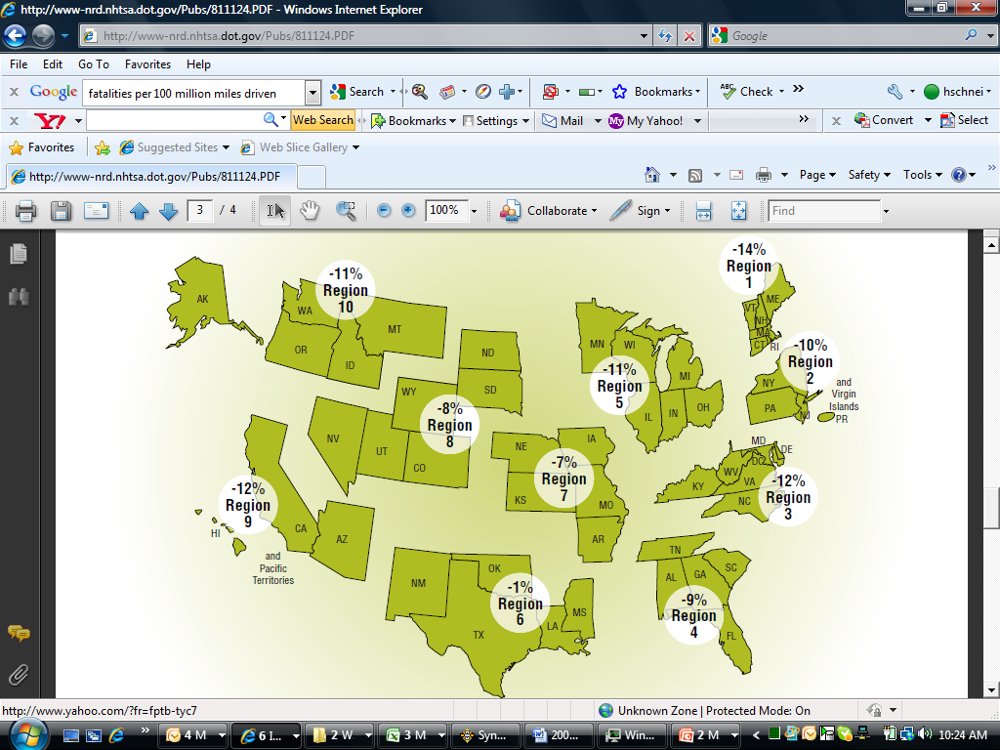 http://www-nrd.nhtsa.dot.gov/Pubs/811124.PDF - Windows Internet Explorer
http://www-nrd.nhtsa.dot.gov/Pubs/811124.PDF
Google
File Edit Go To Favorites Help
x Google fatalities per 100 million miles driven Search Bookmarks ABC Check » hschnei
x Y! Web Search Bookmarks Settings Mail My Yahoo! » x Convert Select
Favorites Suggested Sites Web Slice Gallery
http://www-nrd.nhtsa.dot.gov/Pubs/811124.PDF Page Safety Tools »
3 / 4 100% Collaborate Sign Find
-14%
Region
1
-11%
Region
10
AK
WA
MT
OR
ID
ND
SD
MN
WI
MI
IL
IN
OH
-11%
Region
5
ME
VT
NH
MA
CT
RI
-10%
Region
2
NY
PA
NJ
and
Virgin
Islands
PR
WY
-8%
Region
8
NV
UT
CO
NE
IA
-7%
Region
7
KS
MO
AR
MD
DE
DC
WV
VA
KY
NC
-12%
Region
3
-12%
Region
9
HI
CA
AZ
and
Pacific
Territories
NM
OK
-1%
Region
6
TX
LA
MS
TN
AL
GA
SC
-9%
Region
4
FL
http://www.yahoo.com/?fr=fptb-tyc7 Unknown Zone | Protected Mode: On
» 4 M 6 I... 2 W 3 M Syn... 200... Win... 2 M < 10:24 AM